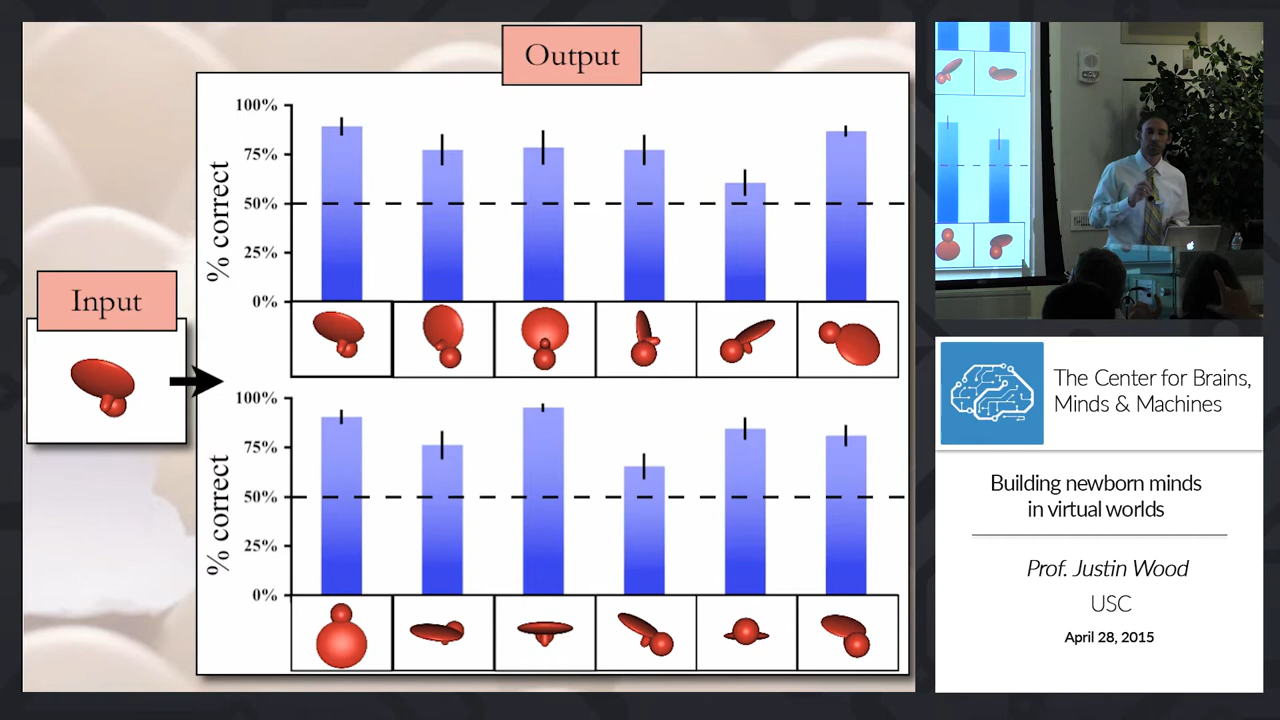 Output
Input
100%
75%
50%
25%
0%
% correct
100%
75%
50%
25%
0%
% correct
The Center for Brains,
Minds & Machines
Building newborn minds
in virtual worlds
Prof. Justin Wood
USC
April 28, 2015